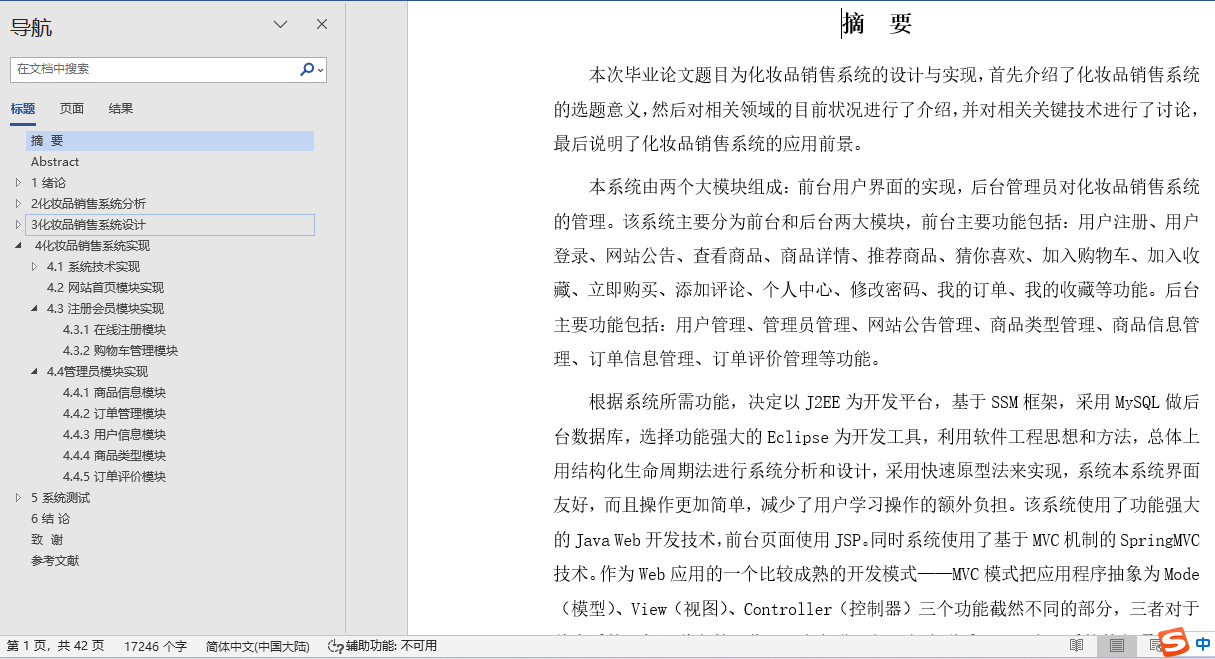 导航
在文档中搜索
标题 页面 结果
摘 要
Abstract
1 绪论
2化妆品销售系统分析
3化妆品销售系统设计
4化妆品销售系统实现
4.1 系统技术实现
4.2 网站首页模块实现
4.3 注册会员模块实现
4.3.1 在线注册模块
4.3.2 购物车管理模块
4.4管理员模块实现
4.4.1 商品信息模块
4.4.2 订单管理模块
4.4.3 用户信息模块
4.4.4 商品类型模块
4.4.5 订单评价模块
5 系统测试
6 结 论
致 谢
参考文献
摘 要
本次毕业论文题目为化妆品销售系统的设计与实现，首先介绍了化妆品销售系统
的选题意义，然后对相关领域的目前状况进行了介绍，并对相关关键技术进行了讨论，
最后说明了化妆品销售系统的应用前景。
本系统由两个大模块组成：前台用户界面的实现，后台管理员对化妆品销售系统
的管理。该系统主要分为前台和后台两大模块，前台主要功能包括：用户注册、用户
登录、网站公告、查看商品、商品详情、推荐商品、猜你喜欢、加入购物车、加入收
藏、立即购买、添加评论、个人中心、修改密码、我的订单、我的收藏等功能。后台
主要功能包括：用户管理、管理员管理、网站公告管理、商品类型管理、商品信息管
理、订单信息管理、订单评价管理等功能。
根据系统所需功能，决定以 J2EE 为开发平台，基于 SSM 框架，采用 MySQL 做后
台数据库，选择功能强大的 Eclipse 为开发工具，利用软件工程思想和方法，总体上
用结构化生命周期法进行系统分析和设计，采用快速原型法来实现，系统本系统界面
友好，而且操作更加简单，减少了用户学习操作的额外负担。该系统使用了功能强大
的 Java Web 开发技术，前台页面使用 JSP。同时系统使用了基于 MVC 机制的 SpringMVC
技术。作为 Web 应用的一个比较成熟的开发模式——MVC 模式把应用程序抽象为 Mode
（模型）、View（视图）、Controller（控制器）三个功能截然不同的部分，三者对于
第 1 页，共 42 页 17246 个字 简体中文(中国大陆) 辅助功能: 不可用
S 中